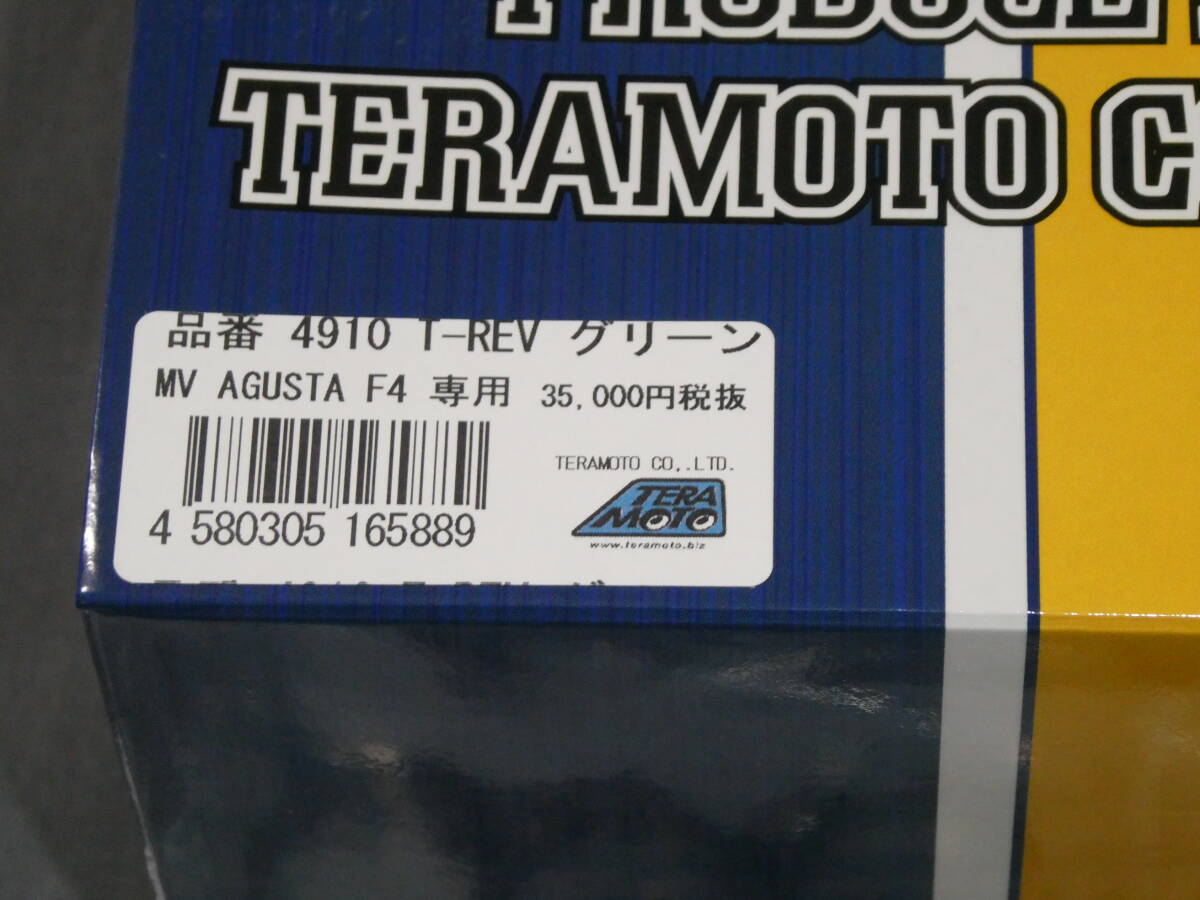 PRODUCE
TERAMOTO C
品番 4910 T-REV グリーン
MV AGUSTA F4 専用 35,000円税抜
TERAMOTO CO,.LTD.
TERA
MOTO
www.teramoto.biz
4 580305 165889